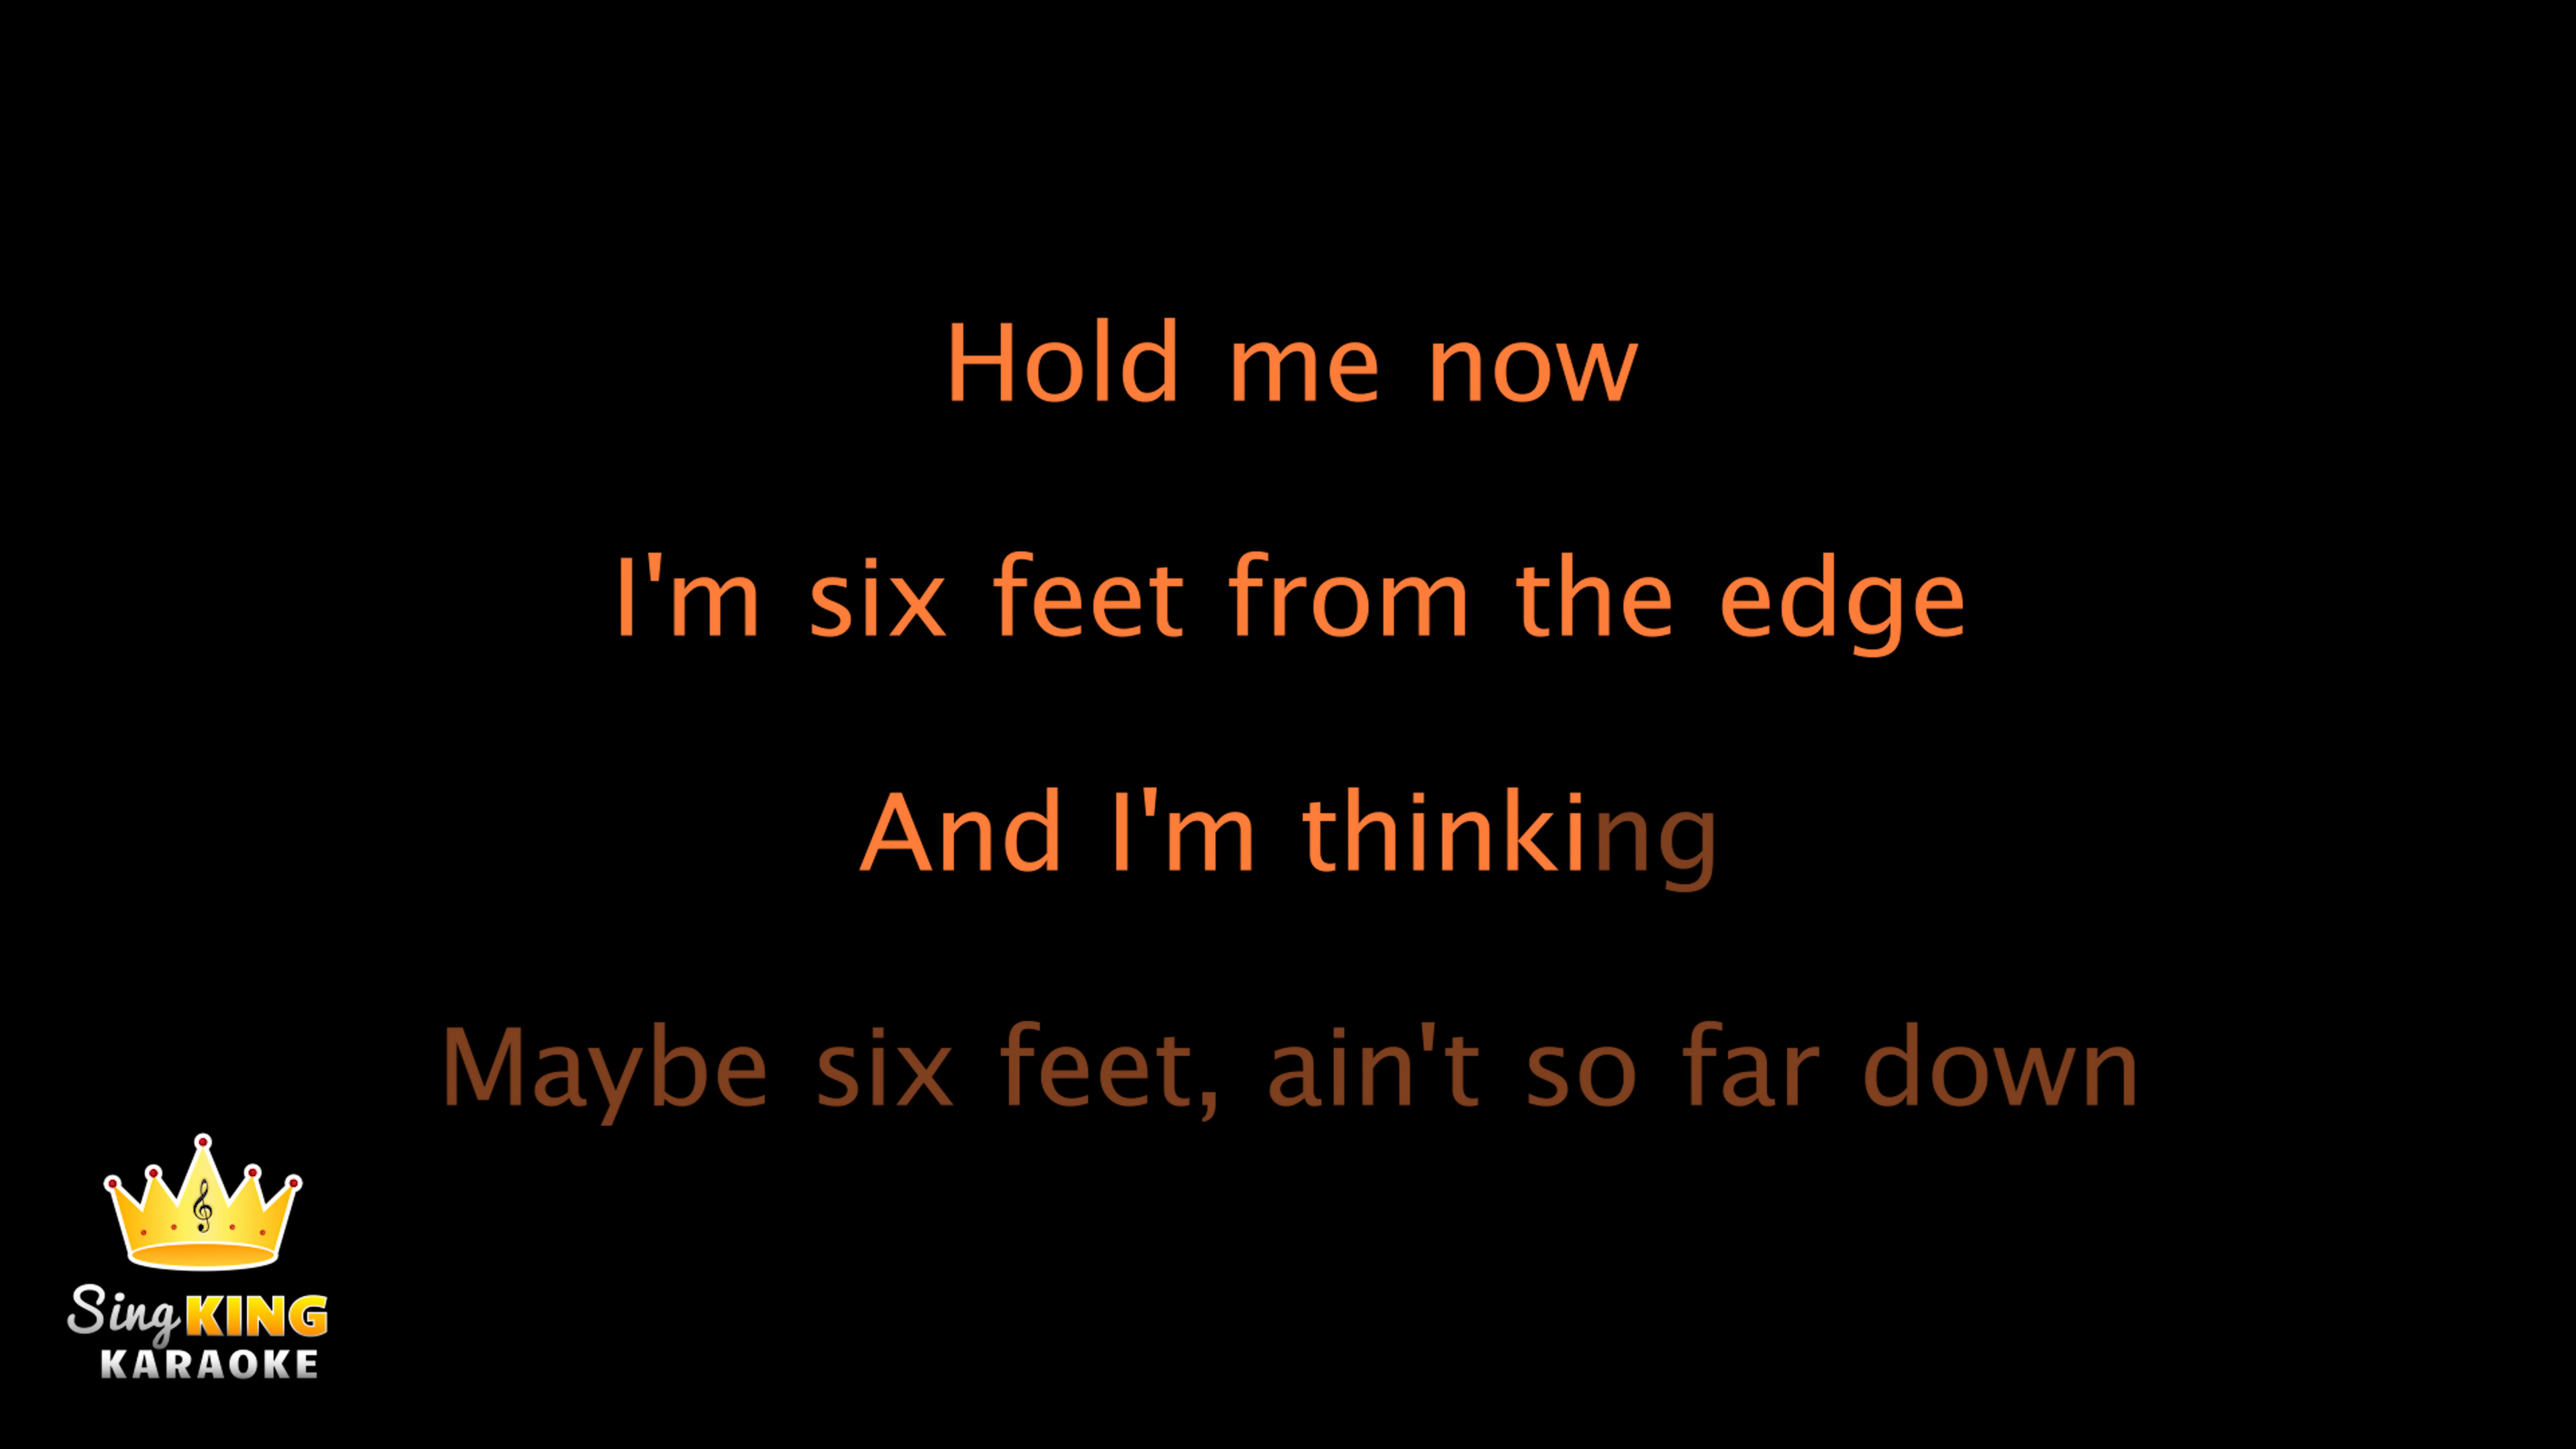 Hold me now
I'm six feet from the edge
And I'm thinking
Maybe six feet, ain't so far down
Sing KING
KARAOKE